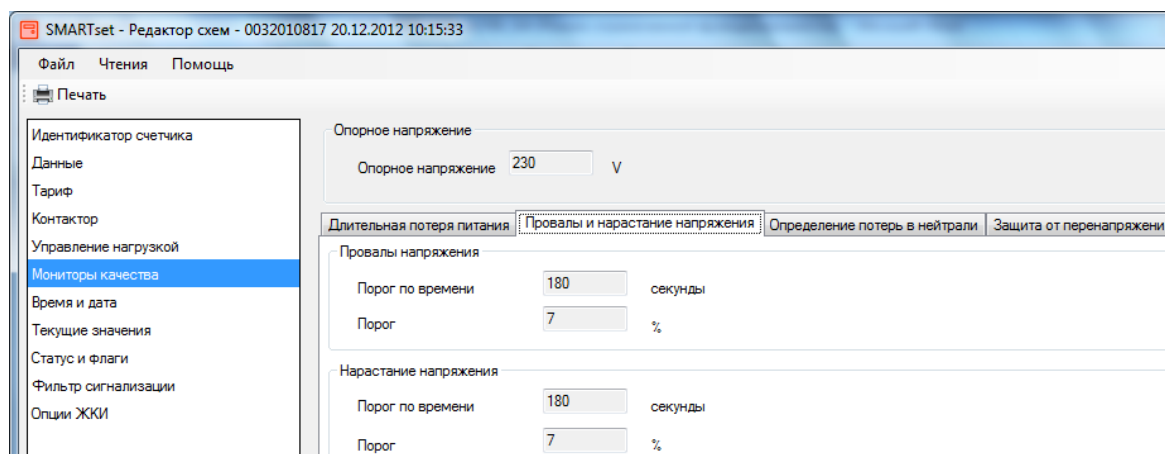 SMARTset - Редактор схем - 0032010817 20.12.2012 10:15:33
Файл Чтения Помощь
Печать
Идентификатор счетчика
Данные
Тариф
Контактор
Управление нагрузкой
Мониторы качества
Время и дата
Текущие значения
Статус и флаги
Фильтр сигнализации
Опции ЖКИ
Опорное напряжение
Опорное напряжение 230 V
Длительная потеря питания Провалы и нарастание напряжения Определение потерь в нейтрали Защита от перенапряжени
Провалы напряжения
Порог по времени 180 секунды
Порог 7 %
Нарастание напряжения
Порог по времени 180 секунды
Порог 7 %